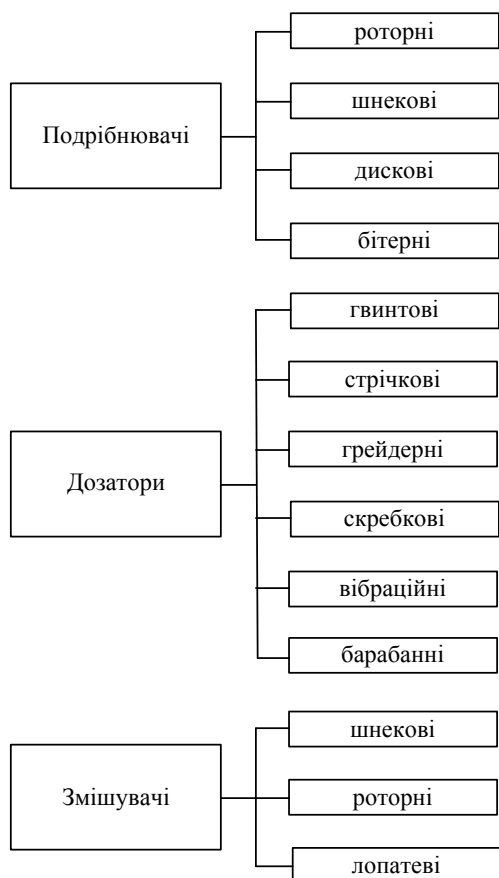 роторні
шнекові
Подрібнювачі
дискові
бітерні
гвинтові
стрічкові
грейдерні
Дозатори
скребкові
вібраційні
барабанні
шнекові
Змішувачі
роторні
лопатеві